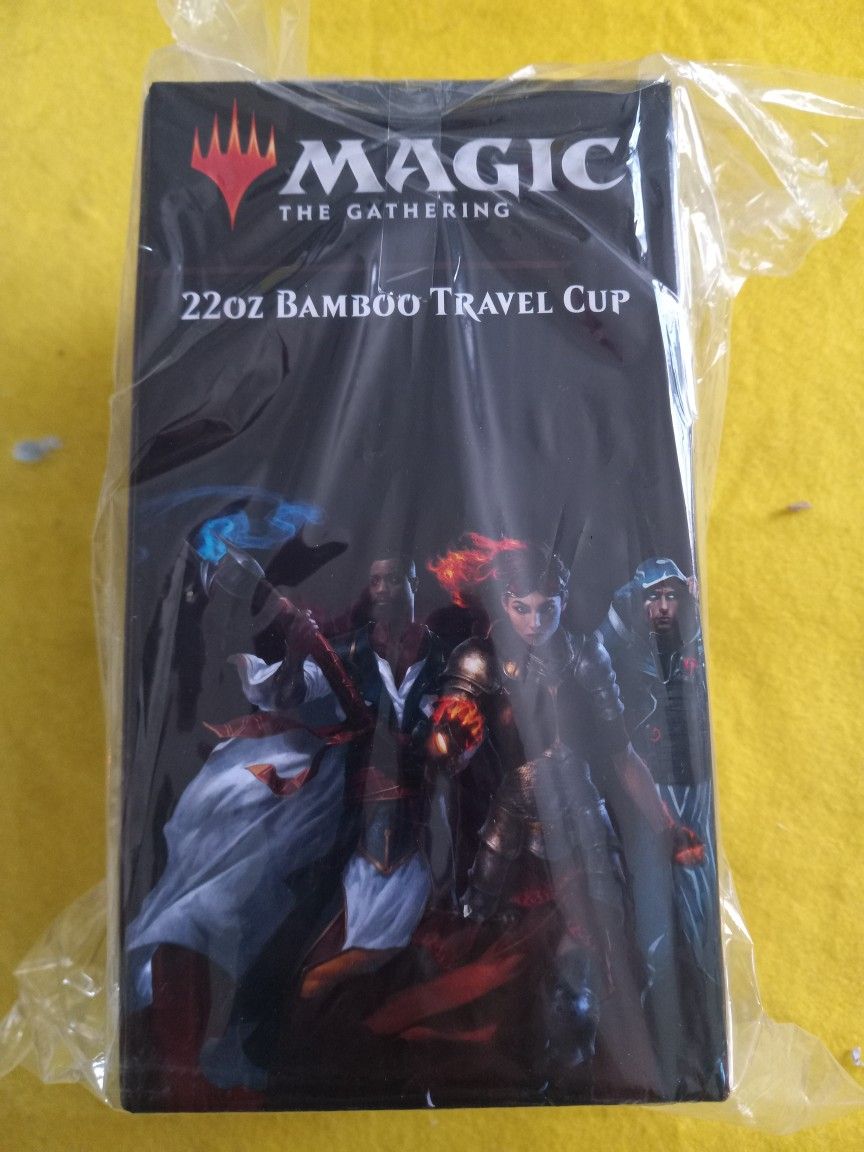 MAGIC
THE GATHERING
22oz Bamboo Travel Cup